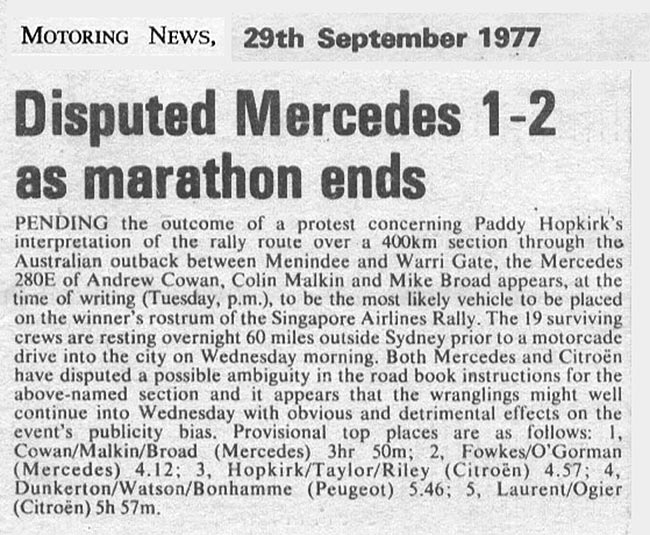 MOTORING NEWS, 29th September 1977
Disputed Mercedes 1-2
as marathon ends
PENDING the outcome of a protest concerning Paddy Hopkirk's
interpretation of the rally route over a 400km section through the
Australian outback between Menindee and Warri Gate, the Mercedes
280E of Andrew Cowan, Colin Malkin and Mike Broad appears, at the
time of writing (Tuesday, p.m.), to be the most likely vehicle to be placed
on the winner's rostrum of the Singapore Airlines Rally. The 19 surviving
crews are resting overnight 60 miles outside Sydney prior to a motorcade
drive into the city on Wednesday morning. Both Mercedes and Citroën
have disputed a possible ambiguity in the road book instructions for the
above-named section and it appears that the wranglings might well
continue into Wednesday with obvious and detrimental effects on the
event's publicity bias. Provisional top places are as follows: 1,
Cowan/Malkin/Broad (Mercedes) 3hr 50m; 2, Fowkes/O'Gorman
(Mercedes) 4.12; 3, Hopkirk/Taylor/Riley (Citroën) 4.57; 4,
Dunkerton/Watson/Bonhamme (Peugeot) 5.46; 5, Laurent/Ogier
(Citroën) 5h 57m.